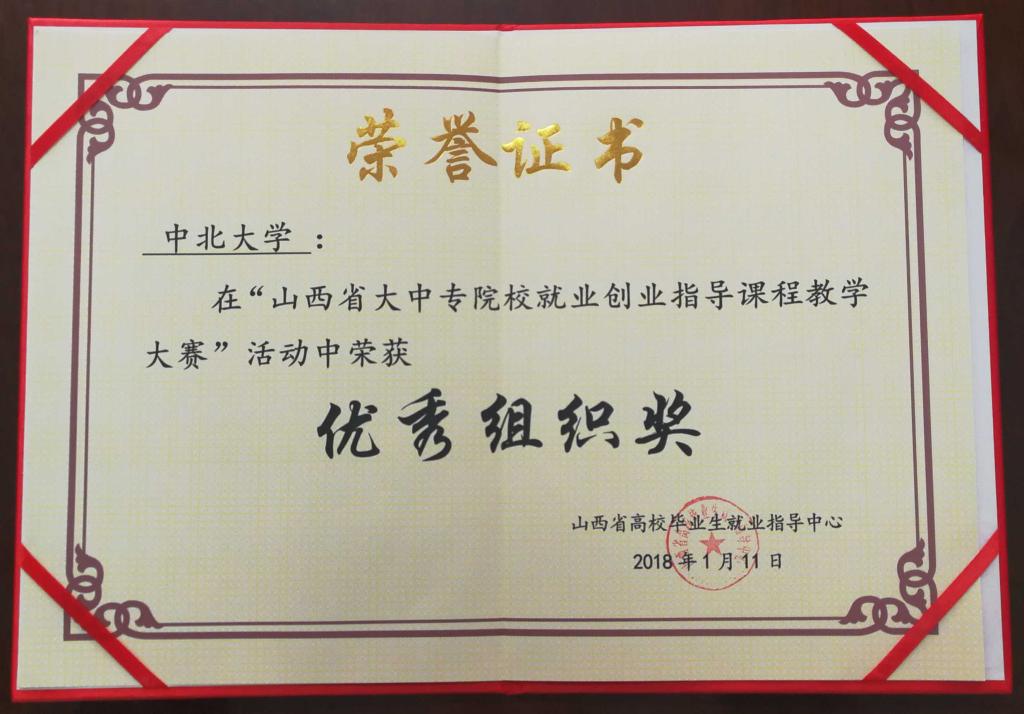 荣誉证书
中北大学：
在“山西省大中专院校就业创业指导课程教学
大赛”活动中荣获
优秀组织奖
山西省高校毕业生就业指导中心
2018年1月11日